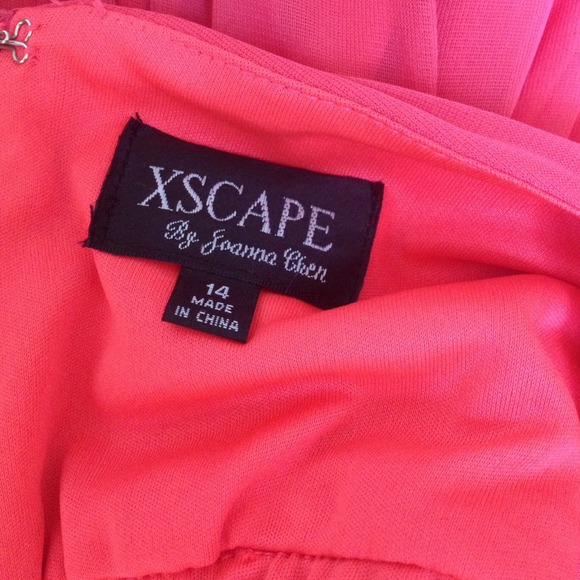 XSCAPE
By Joanna Chen
14
MADE
IN CHINA